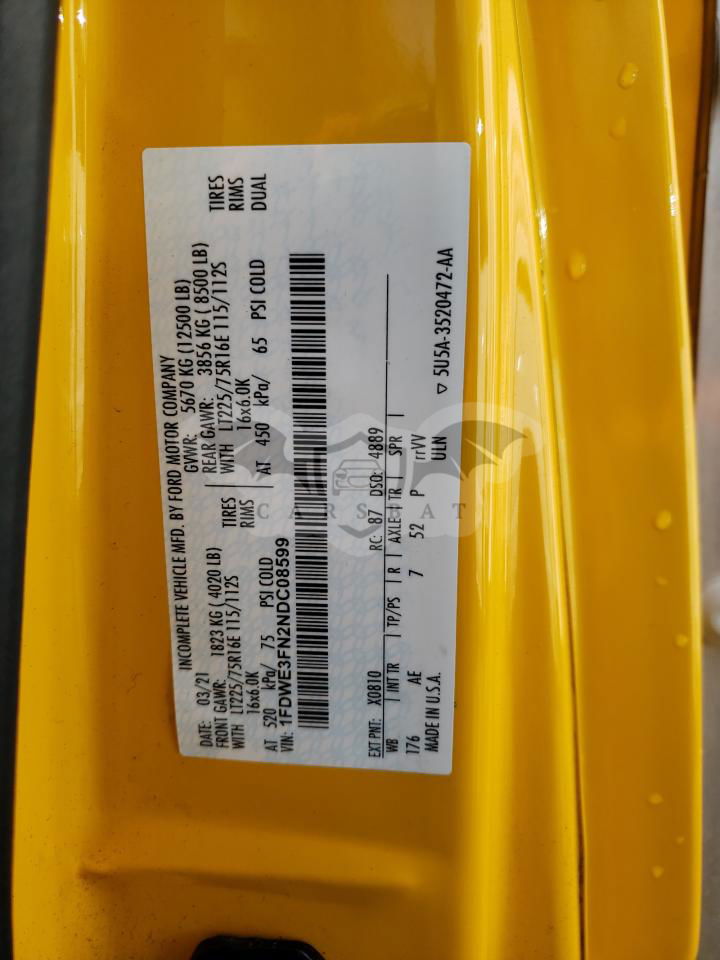 INCOMPLETE VEHICLE MFD. BY FORD MOTOR COMPANY
DATE: 03/21 GVWR: 5670 KG (12500 LB)
FRONT GAWR: 1823 KG ( 4020 LB) REAR GAWR: 3856 KG ( 8500 LB)
WITH LT225/75R16E 115/112S TIRES WITH LT225/75R16E 115/112S TIRES
16x6.0K RIMS 16x6.0K RIMS
AT 520 kPa/ 75 PSI COLD AT 450 kPa/ 65 PSI COLD DUAL
VIN: 1FDWE3FN2NDC08599
EXT PNT: X0810 RC: 87 DSO: 4889
WB | INT TR | TP/PS | R | AXLE | TR | SPR |
176 AE 7 52 P rrVV
MADE IN U.S.A. ULN
▽ 5U5A-3520472-AA
CARSBAT